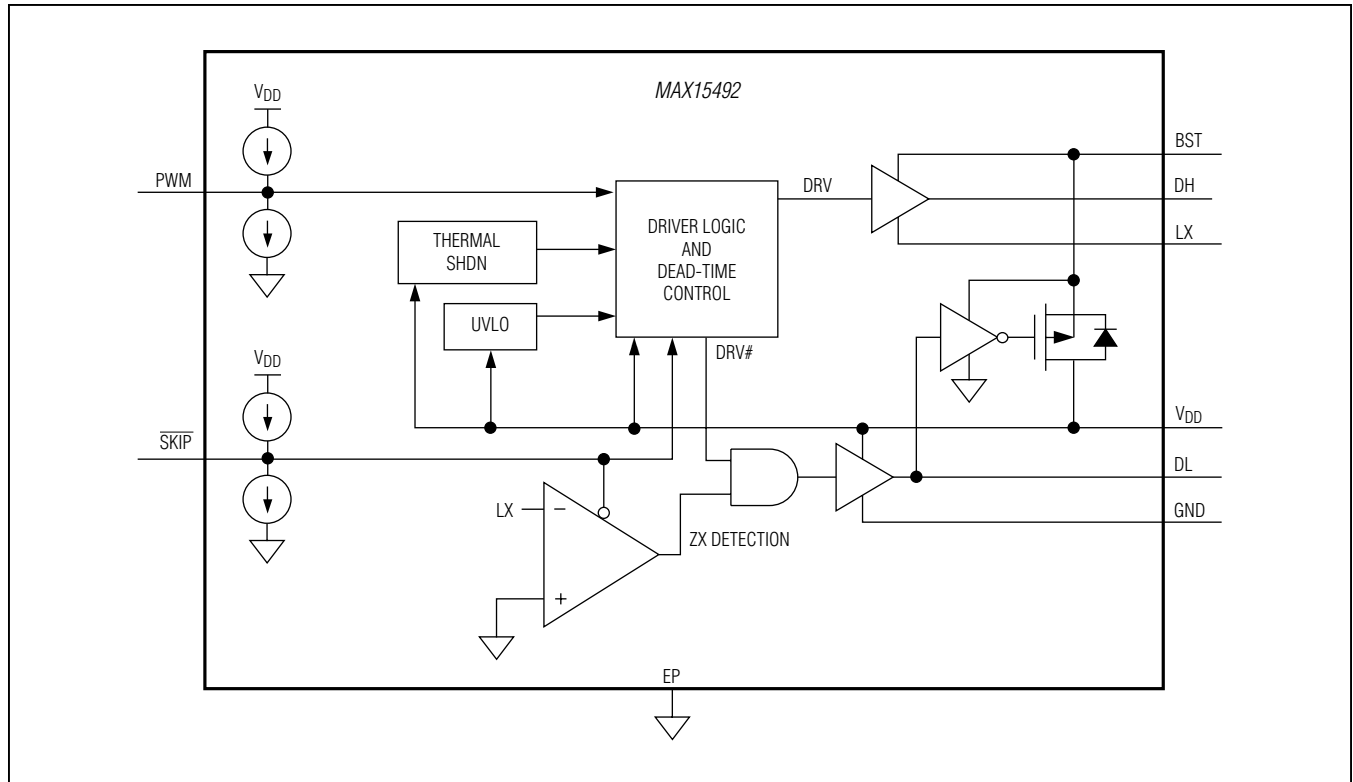 MAX15492
VDD
PWM
THERMAL
SHDN
UVLO
DRIVER LOGIC
AND
DEAD-TIME
CONTROL
DRV
BST
DH
LX
DRV#
VDD
SKIP
VDD
DL
GND
LX
−
+
ZX DETECTION
EP